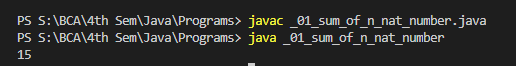 PS S:\BCA\4th Sem\Java\Programs> javac _01_sum_of_n_nat_number.java
PS S:\BCA\4th Sem\Java\Programs> java _01_sum_of_n_nat_number
15